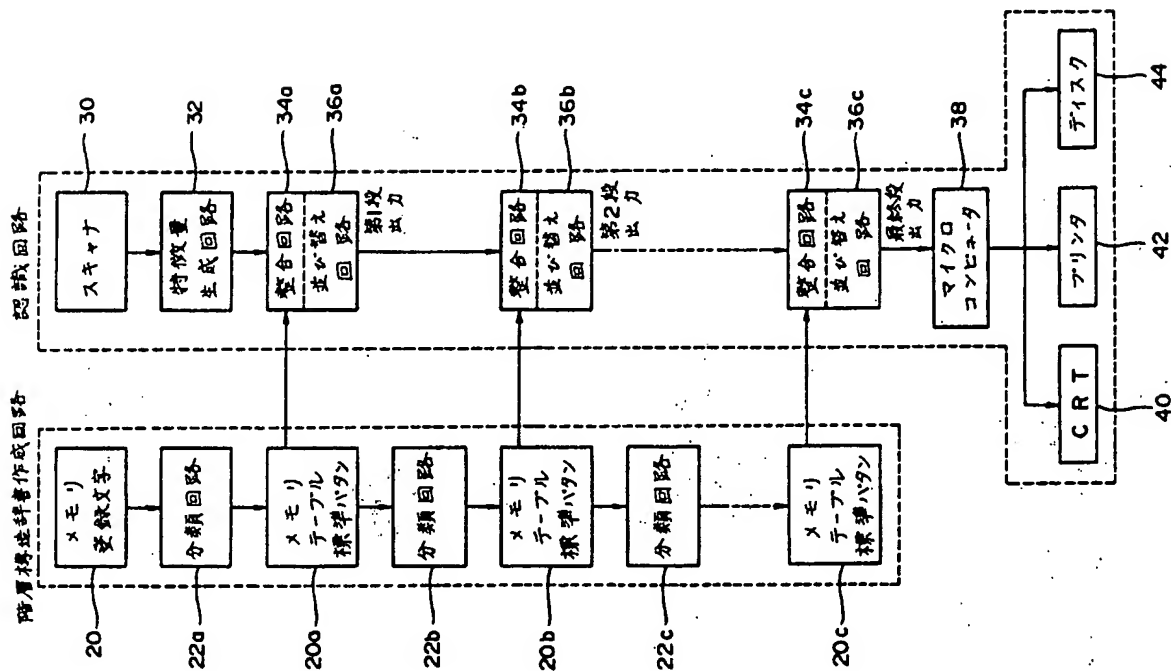 階層構造辞書作成回路
メモリ
登録文字
20
分類回路
22a
メモリ
テーブル
標準パタン
20a
分類回路
22b
メモリ
テーブル
標準パタン
20b
分類回路
22c
メモリ
テーブル
標準パタン
20c
認識回路
スキャナ
30
特徴量
生成回路
32
整合回路
34a
並び替え
回路
36a
第1段
出力
整合回路
34b
並び替え
回路
36b
第2段
出力
整合回路
34c
並び替え
回路
36c
最終段
出力
マイクロ
コンピュータ
38
CRT
40
プリンタ
42
ディスク
44